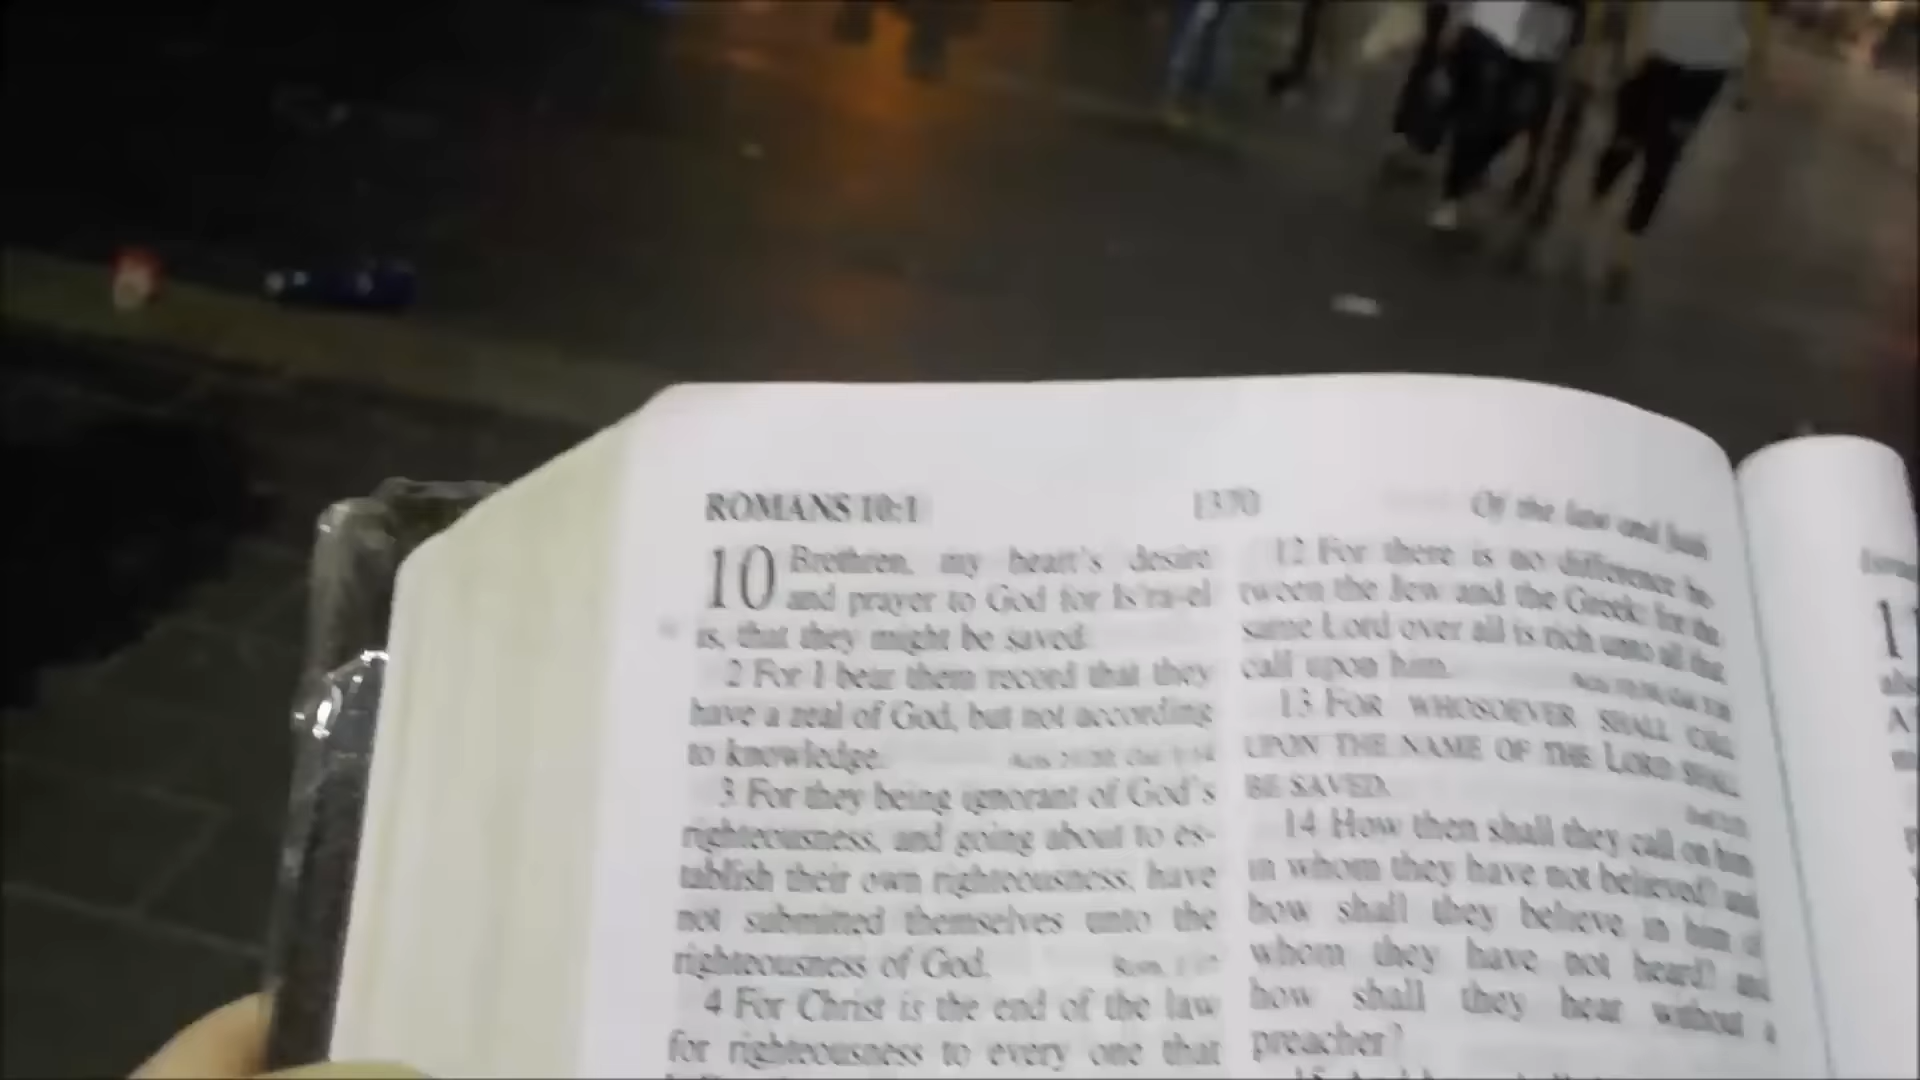 ROMANS 10:1
1370
Of the law and faith
10 Brethren, my heart's desire
and prayer to God for Is'ra-el
is, that they might be saved.
2 For I bear them record that they
have a zeal of God, but not according
to knowledge.
3 For they being ignorant of God's
righteousness, and going about to es-
tablish their own righteousness, have
not submitted themselves unto the
righteousness of God.
4 For Christ is the end of the law
for righteousness to every one that
12 For there is no difference be-
tween the Jew and the Greek: for the
same Lord over all is rich unto all that
call upon him.
13 FOR WHOSOEVER SHALL CALL
UPON THE NAME OF THE LORD SHALL
BE SAVED.
14 How then shall they call on him
in whom they have not believed? and
how shall they believe in him of
whom they have not heard? and
how shall they hear without a
preacher?